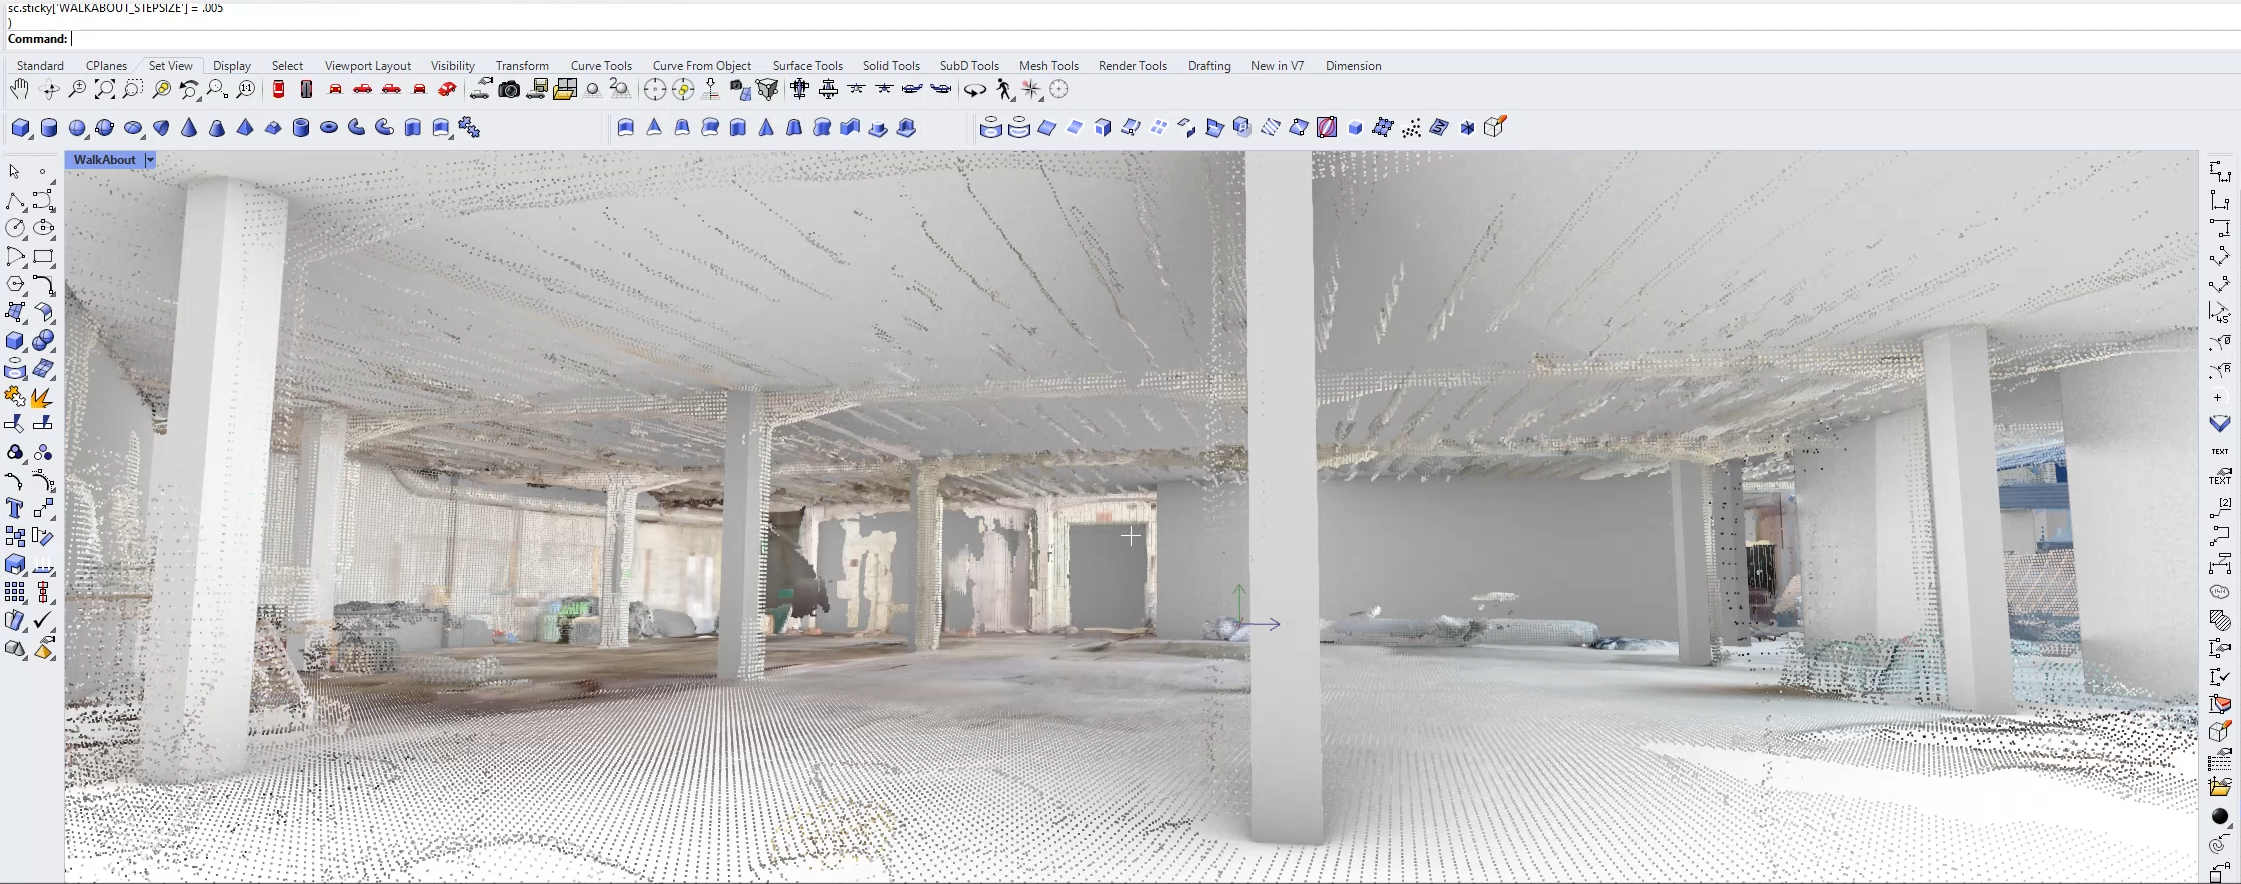 sc.sticky['WALKABOUT_STEPSIZE'] = .005
)
Command:
Standard CPlanes Set View Display Select Viewport Layout Visibility Transform Curve Tools Curve From Object Surface Tools Solid Tools SubD Tools Mesh Tools Render Tools Drafting New in V7 Dimension
WalkAbout
TEXT
TEXT